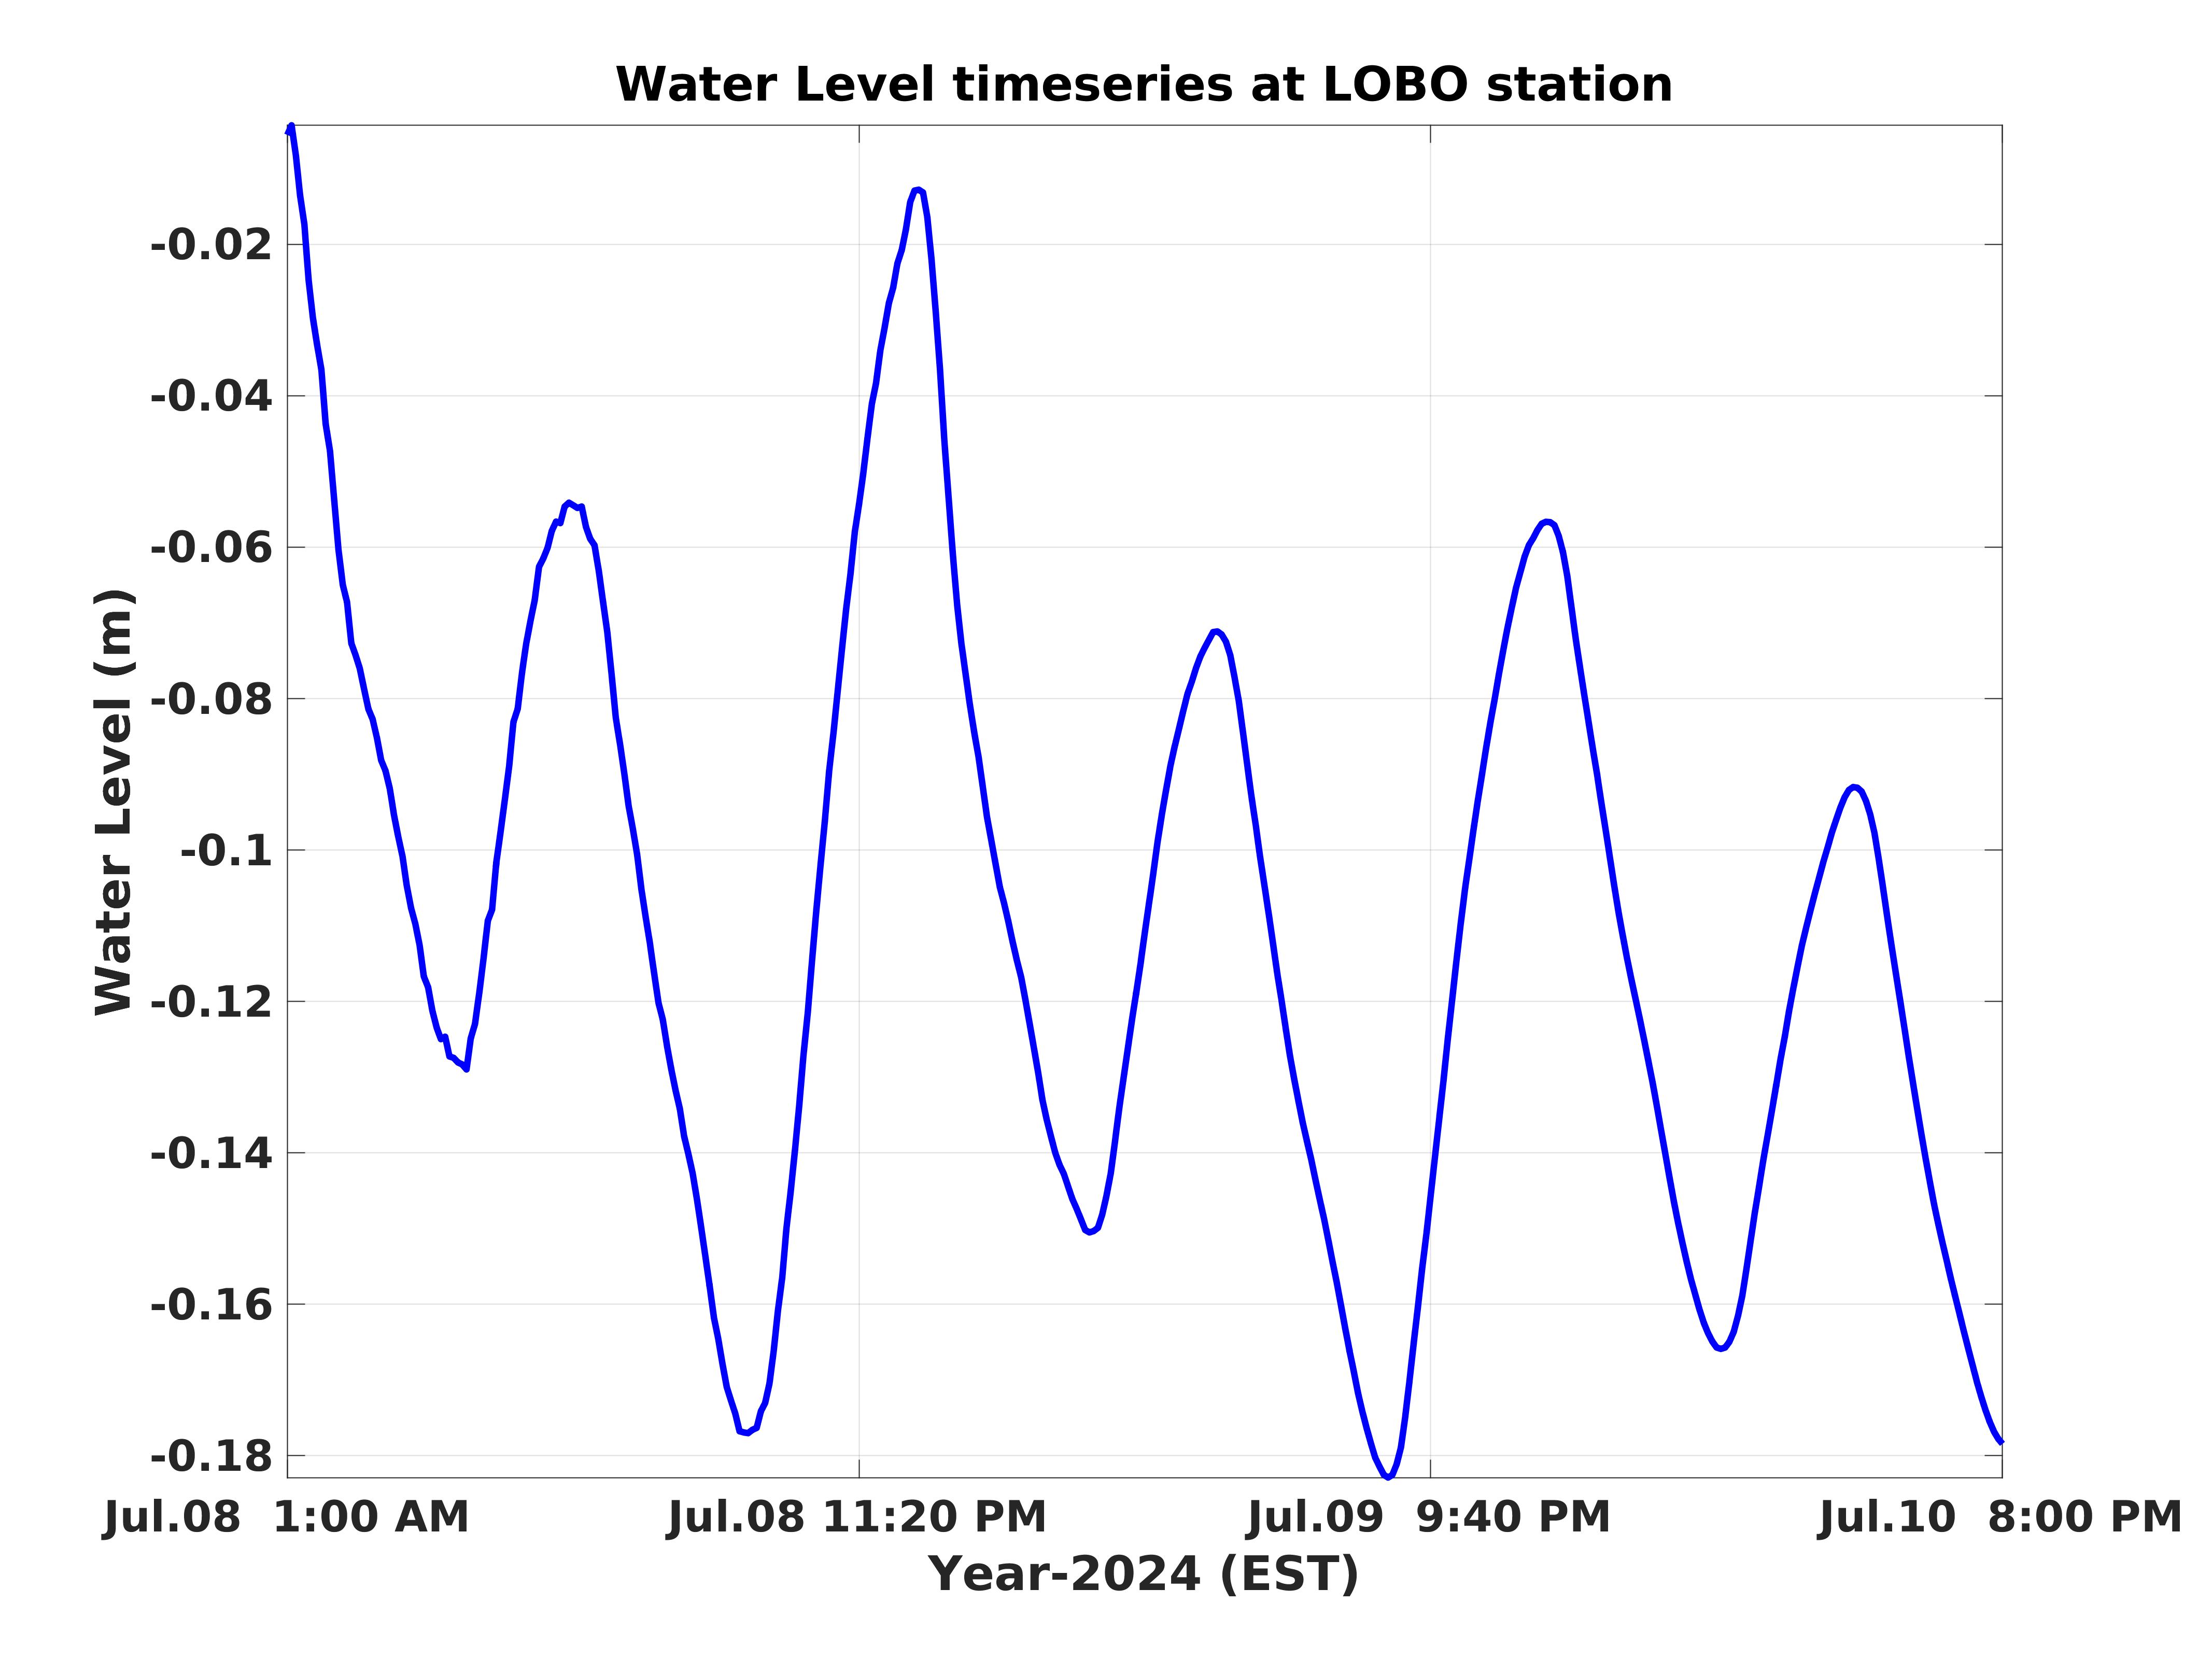 Water Level timeseries at LOBO station
Water Level (m)
-0.02
-0.04
-0.06
-0.08
-0.1
-0.12
-0.14
-0.16
-0.18
Jul.08  1:00 AM
Jul.08 11:20 PM
Jul.09  9:40 PM
Jul.10  8:00 PM
Year-2024 (EST)